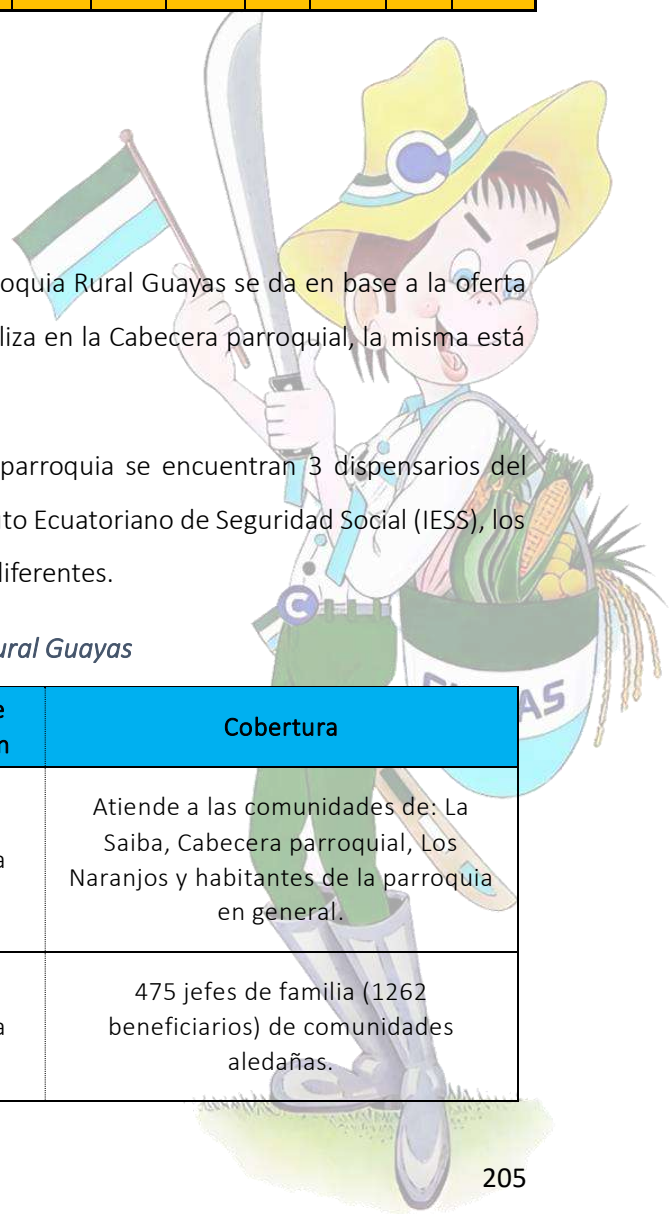 oquia Rural Guayas se da en base a la oferta
liza en la Cabecera parroquial, la misma está
parroquia se encuentran 3 dispensarios del
uto Ecuatoriano de Seguridad Social (IESS), los
diferentes.
ural Guayas
e
n
Cobertura
Atiende a las comunidades de: La
Saiba, Cabecera parroquial, Los
Naranjos y habitantes de la parroquia
en general.
a
475 jefes de familia (1262
beneficiarios) de comunidades
aledañas.
a
C
C
205